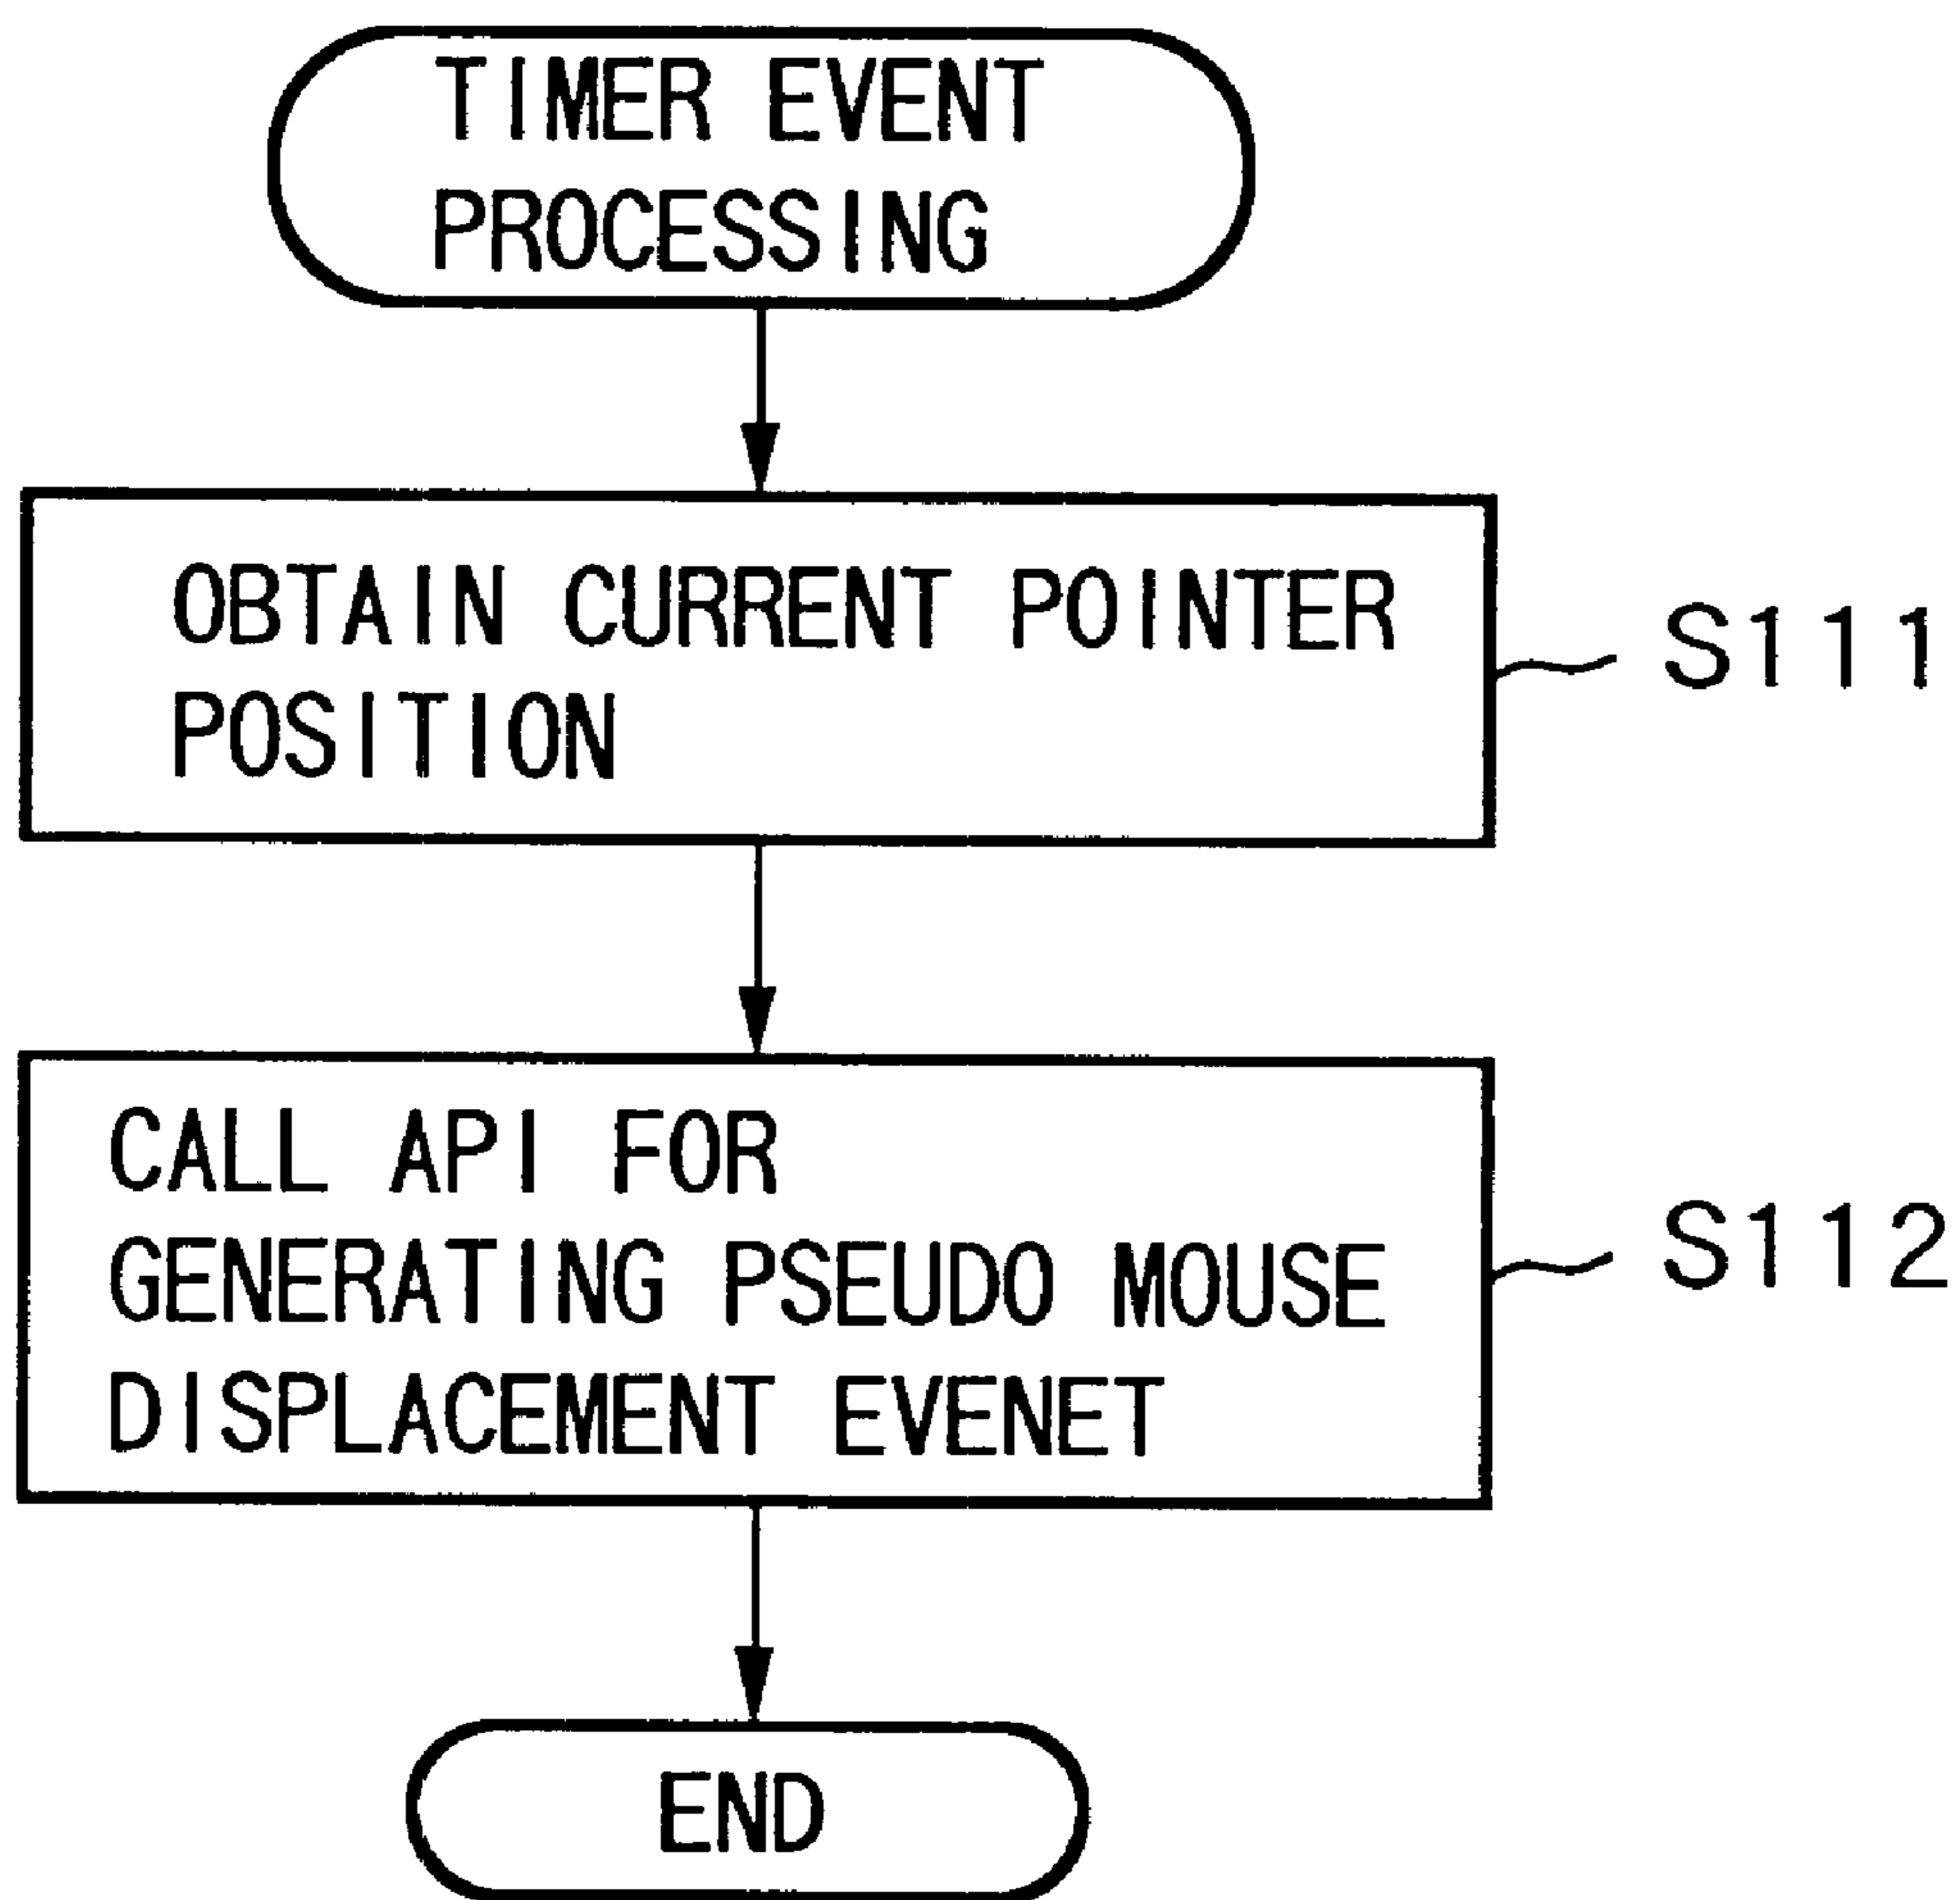 TIMER EVENT
PROCESSING
OBTAIN CURRENT POINTER
POSITION
S111
CALL API FOR
GENERATING PSEUDO MOUSE
DISPLACEMENT EVENET
S112
END